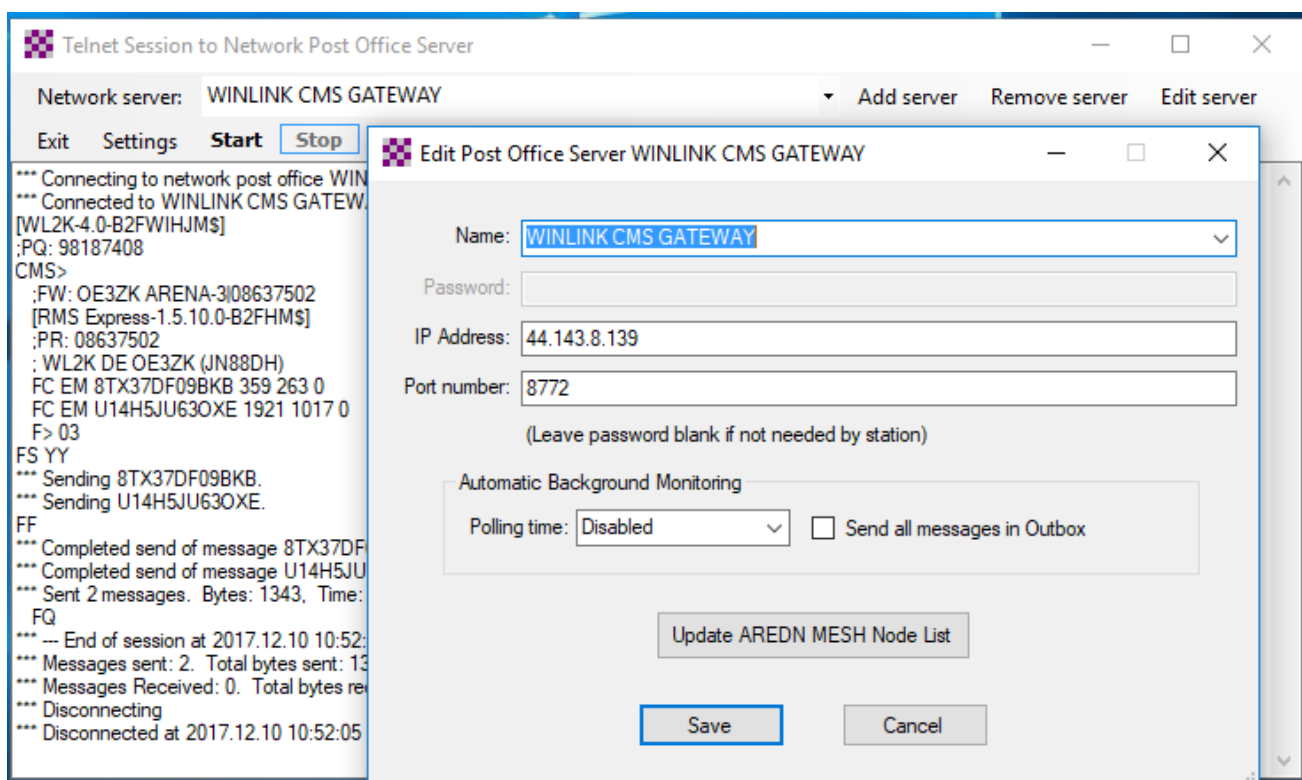 Telnet Session to Network Post Office Server
Network server: WINLINK CMS GATEWAY Add server Remove server Edit server
Exit Settings Start Stop
*** Connecting to network post office WIN
*** Connected to WINLINK CMS GATEW
[WL2K-4.0-B2FWIHJM$]
;PQ: 98187408
CMS>
;FW: OE3ZK ARENA-3|08637502
[RMS Express-1.5.10.0-B2FHM$]
;PR: 08637502
; WL2K DE OE3ZK (JN88DH)
FC EM 8TX37DF09BKB 359 263 0
FC EM U14H5JU63OXE 1921 1017 0
F> 03
FS YY
*** Sending 8TX37DF09BKB.
*** Sending U14H5JU63OXE.
FF
*** Completed send of message 8TX37DF
*** Completed send of message U14H5JU
*** Sent 2 messages. Bytes: 1343, Time:
FQ
*** --- End of session at 2017.12.10 10:52:
*** Messages sent: 2. Total bytes sent: 13
*** Messages Received: 0. Total bytes re
*** Disconnecting
*** Disconnected at 2017.12.10 10:52:05
Edit Post Office Server WINLINK CMS GATEWAY
Name: WINLINK CMS GATEWAY
Password:
IP Address: 44.143.8.139
Port number: 8772
(Leave password blank if not needed by station)
Automatic Background Monitoring
Polling time: Disabled Send all messages in Outbox
Update AREDN MESH Node List
Save Cancel